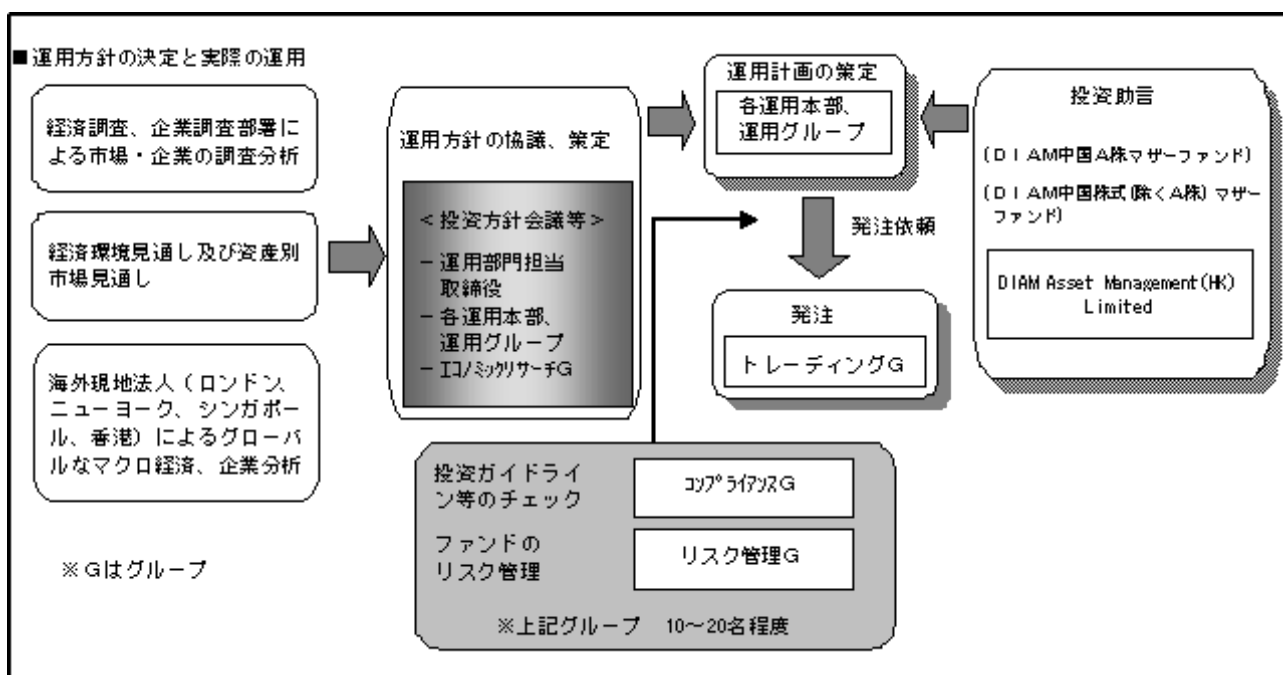 ■運用方針の決定と実際の運用
経済調査、企業調査部署に
よる市場・企業の調査分析
経済環境見通し及び資産別
市場見通し
海外現地法人（ロンドン、
ニューヨーク、シンガポー
ル、香港）によるグローバ
ルなマクロ経済、企業分析
※Gはグループ
運用方針の協議、策定
＜投資方針会議等＞
－運用部門担当
取締役
－各運用本部、
運用グループ
－ｴｺﾉﾐｯｸﾘｻｰﾁG
運用計画の策定
各運用本部、
運用グループ
発注依頼
発注
トレーディングG
投資助言
（DIAM中国A株マザーファンド）
（DIAM中国株式（除くA株）マザー
ファンド）
DIAM Asset Management(HK)
Limited
投資ガイドライ
ン等のチェック
ｺﾝﾌﾟﾗｲｱﾝｽG
ファンドの
リスク管理
リスク管理G
※上記グループ　10～20名程度